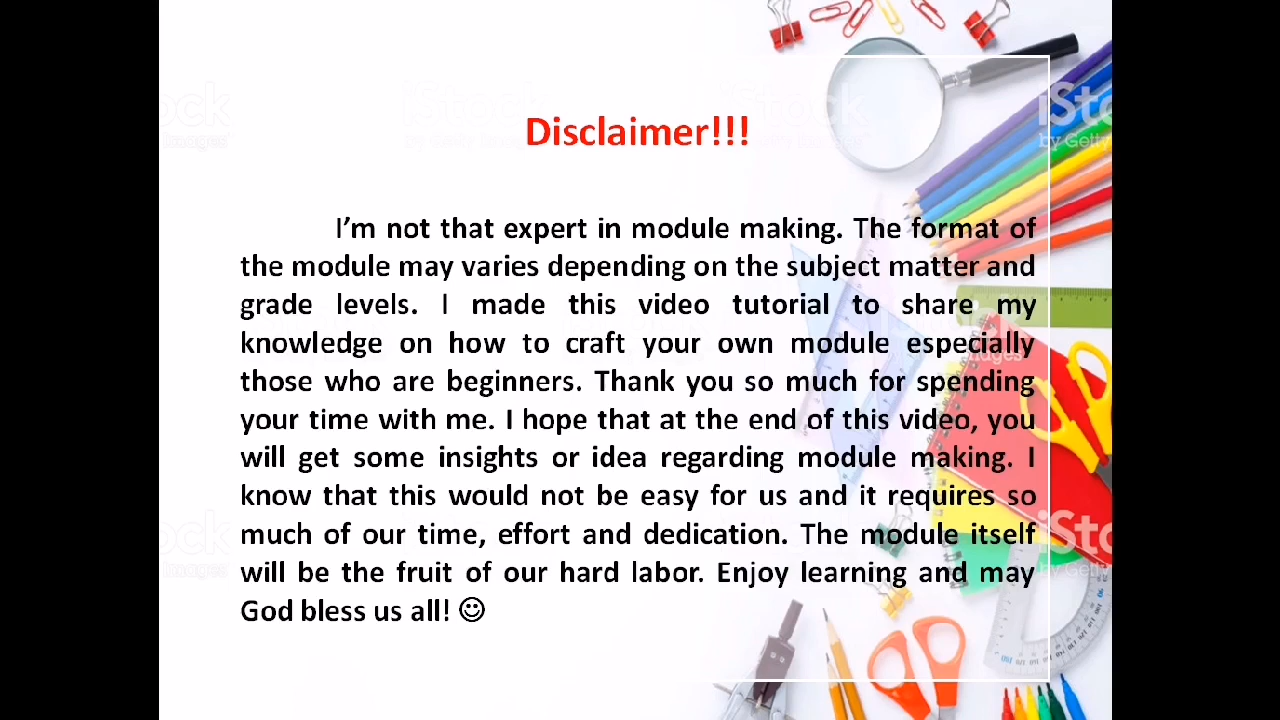 Disclaimer!!!
I'm not that expert in module making. The format of
the module may varies depending on the subject matter and
grade levels. I made this video tutorial to share my
knowledge on how to craft your own module especially
those who are beginners. Thank you so much for spending
your time with me. I hope that at the end of this video, you
will get some insights or idea regarding module making. I
know that this would not be easy for us and it requires so
much of our time, effort and dedication. The module itself
will be the fruit of our hard labor. Enjoy learning and may
God bless us all! ☺
iStock
by Getty